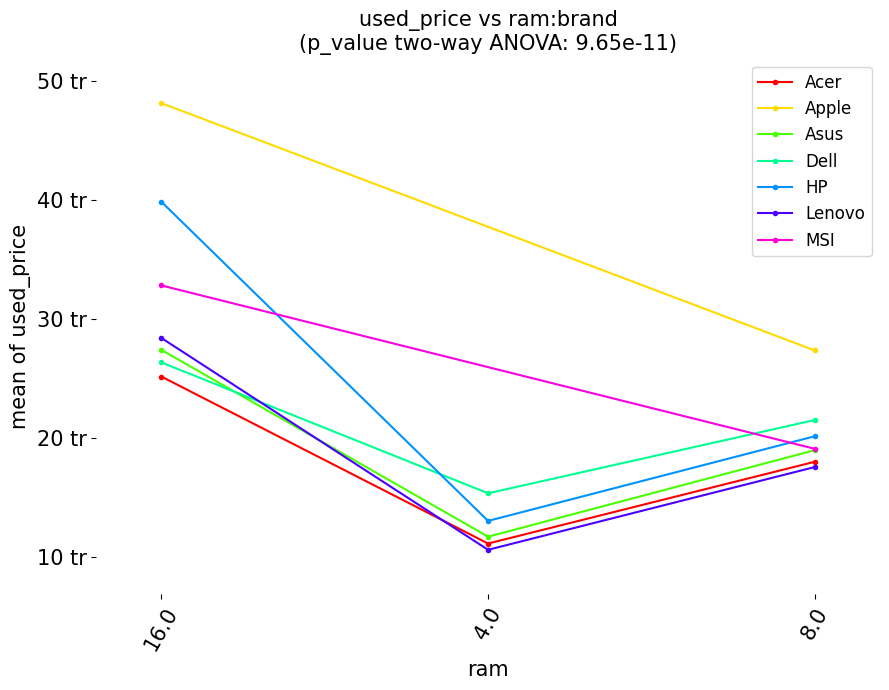 used_price vs ram:brand
(p_value two-way ANOVA: 9.65e-11)
50 tr
40 tr
30 tr
20 tr
10 tr
mean of used_price
16.0
4.0
8.0
ram
Acer
Apple
Asus
Dell
HP
Lenovo
MSI